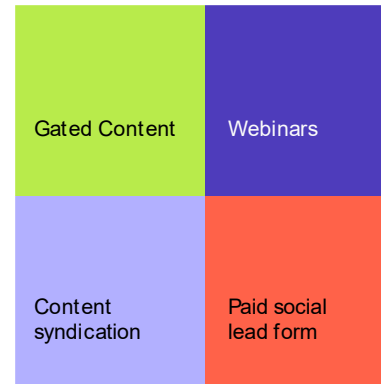 Gated Content
Webinars
Content
syndication
Paid social
lead form